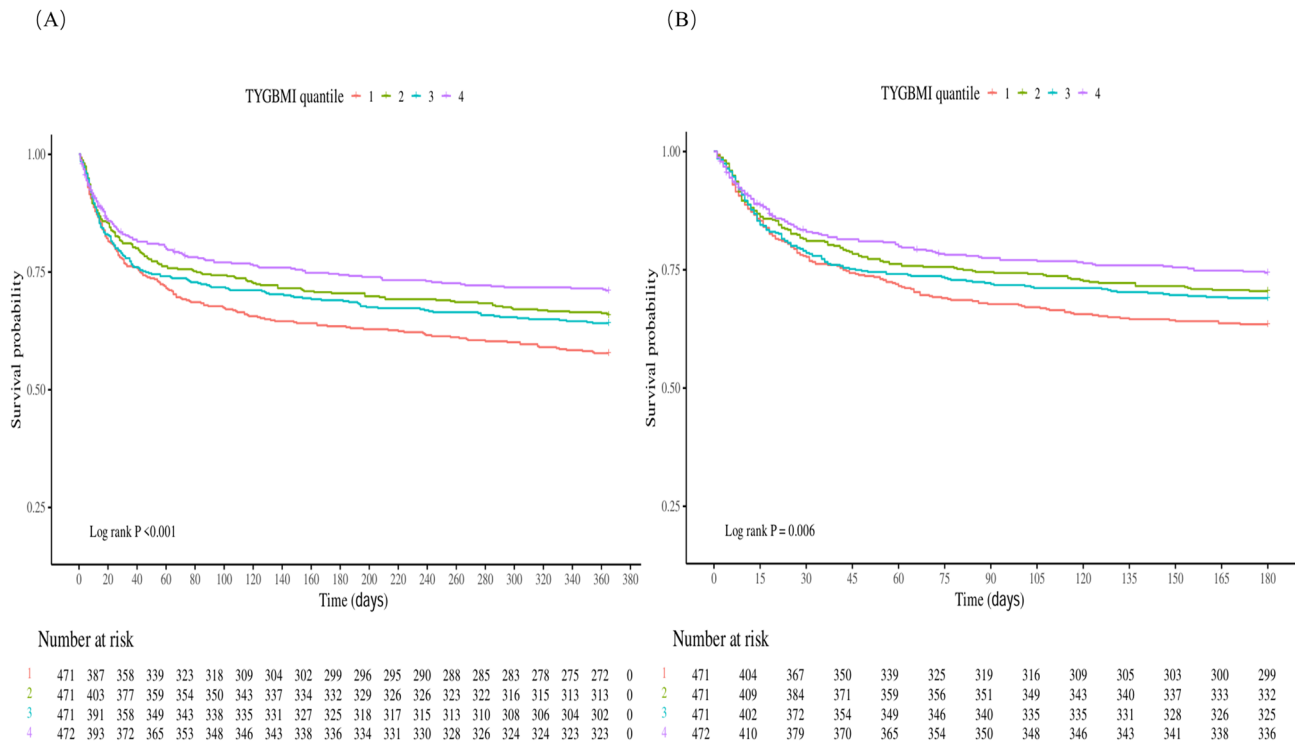 (A)
TYGBMI quantile 1 2 3 4
1.00
0.75
0.50
0.25
Survival probability
Log rank P <0.001
0 20 40 60 80 100 120 140 160 180 200 220 240 260 280 300 320 340 360 380
Time (days)
Number at risk
1 471 387 358 339 323 318 309 304 302 299 296 295 290 288 285 283 278 275 272 0
2 471 403 377 359 354 350 343 337 334 332 329 326 326 323 322 316 315 313 313 0
3 471 391 358 349 343 338 335 331 327 325 318 317 315 313 310 308 306 304 302 0
4 472 393 372 365 353 348 346 343 338 336 334 331 330 328 326 324 324 323 323 0
(B)
TYGBMI quantile 1 2 3 4
1.00
0.75
0.50
0.25
Survival probability
Log rank P = 0.006
0 15 30 45 60 75 90 105 120 135 150 165 180
Time (days)
Number at risk
1 471 404 367 350 339 325 319 316 309 305 303 300 299
2 471 409 384 371 359 356 351 349 343 340 337 333 332
3 471 402 372 354 349 346 340 335 335 331 328 326 325
4 472 410 379 370 365 354 350 348 346 343 341 338 336